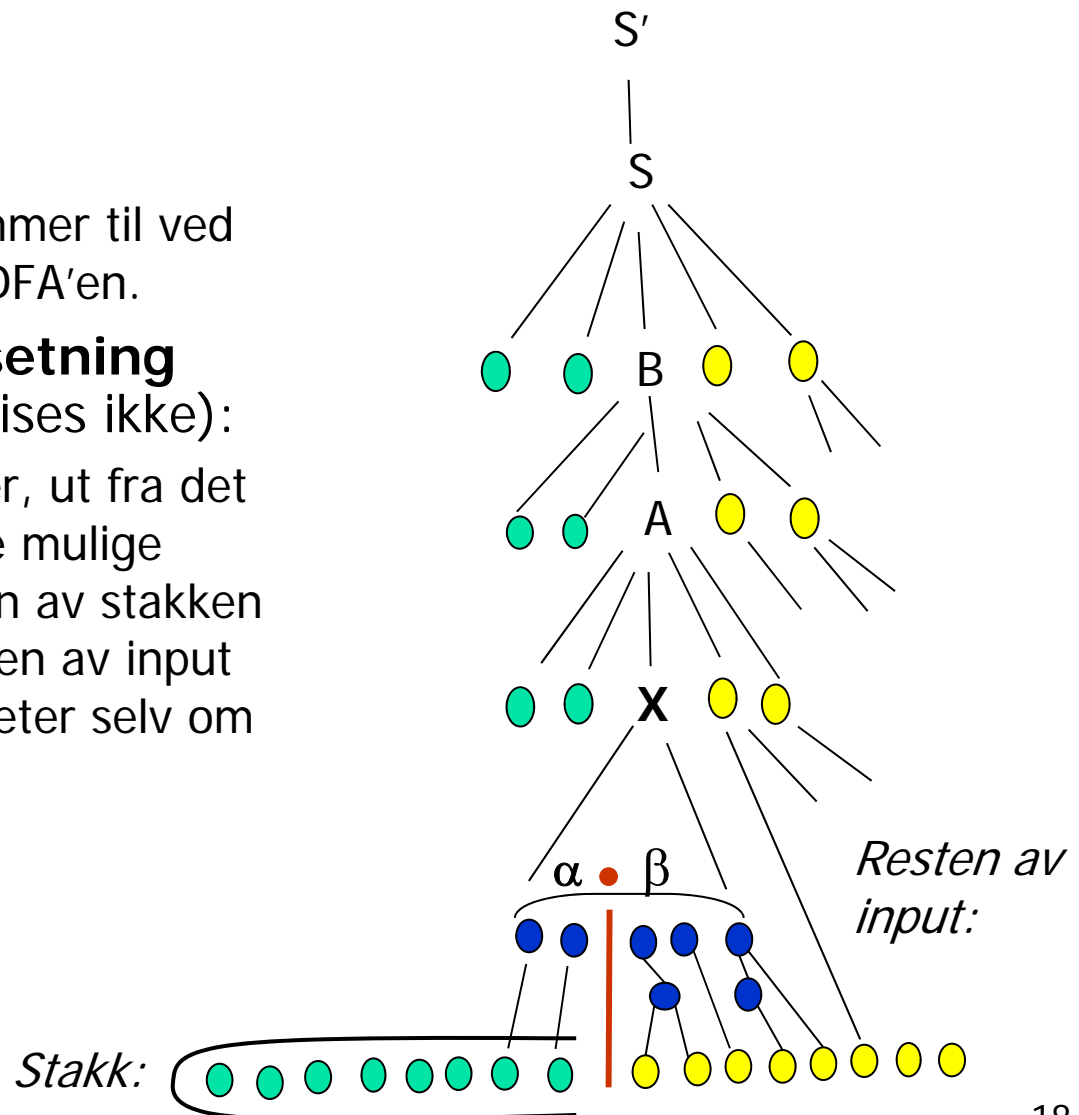 S'
S
mmer til ved
DFA'en.
setning
B
ises ikke):
er, ut fra det
A
e mulige
n av stakken
en av input
eter selv om
X
α • β
Resten av
input:
Stakk:
18